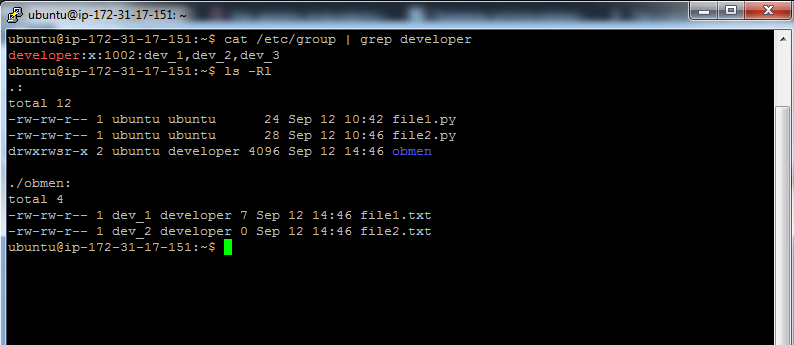 ubuntu@ip-172-31-17-151: ~
ubuntu@ip-172-31-17-151:~$ cat /etc/group | grep developer
developer:x:1002:dev_1,dev_2,dev_3
ubuntu@ip-172-31-17-151:~$ ls -Rl
.:
total 12
-rw-rw-r-- 1 ubuntu ubuntu      24 Sep 12 10:42 file1.py
-rw-rw-r-- 1 ubuntu ubuntu      28 Sep 12 10:46 file2.py
drwxrwsr-x 2 ubuntu developer 4096 Sep 12 14:46 obmen
./obmen:
total 4
-rw-rw-r-- 1 dev_1 developer 7 Sep 12 14:46 file1.txt
-rw-rw-r-- 1 dev_2 developer 0 Sep 12 14:46 file2.txt
ubuntu@ip-172-31-17-151:~$